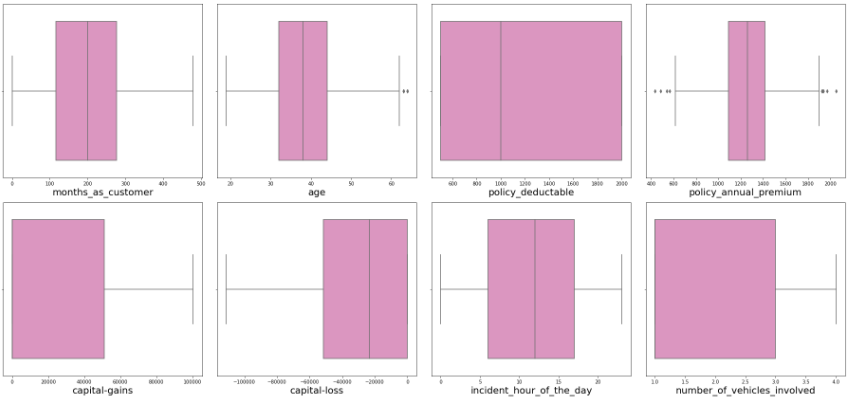 0 100 200 300 400 500
months_as_customer
20 30 40 50 60
age
600 800 1000 1200 1400 1600 1800 2000
policy_deductable
400 600 800 1000 1200 1400 1600 1800 2000
policy_annual_premium
0 20000 40000 60000 80000 100000
capital-gains
−100000 −80000 −60000 −40000 −20000 0
capital-loss
0 5 10 15 20
incident_hour_of_the_day
1.0 1.5 2.0 2.5 3.0 3.5 4.0
number_of_vehicles_involved